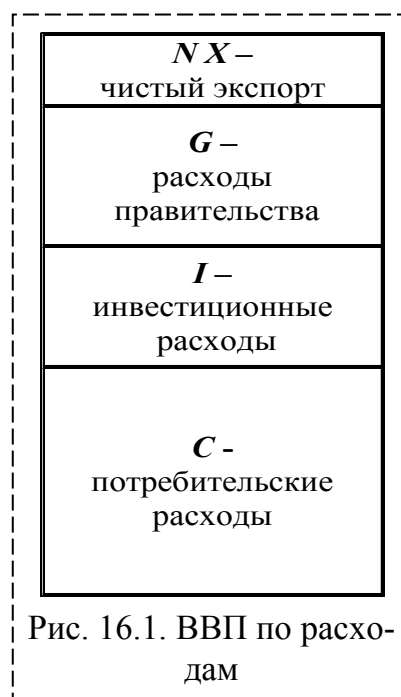 N X –
чистый экспорт
G –
расходы
правительства
I –
инвестиционные
расходы
C -
потребительские
расходы
Рис. 16.1. ВВП по расхо-
дам